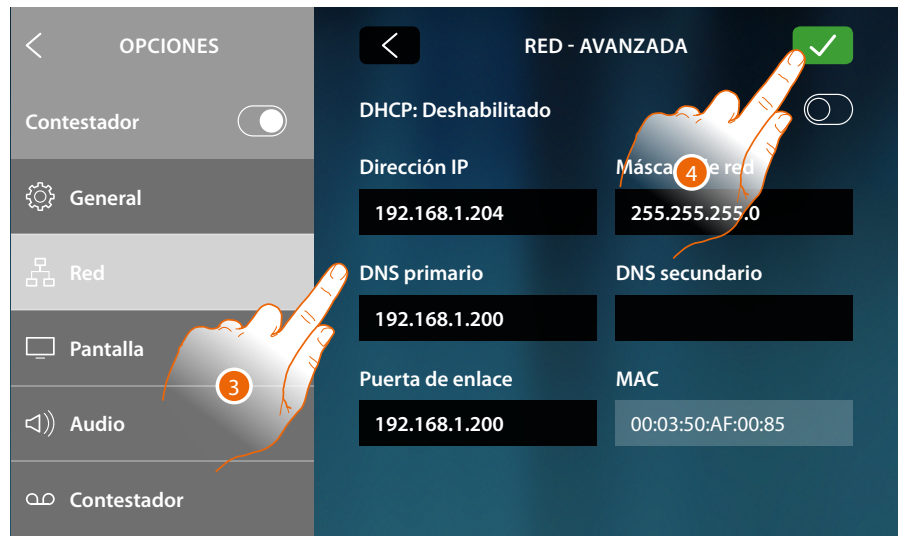 OPCIONES
Contestador
General
Red
Pantalla
Audio
Contestador
3
RED - AVANZADA
DHCP: Deshabilitado
Dirección IP
192.168.1.204
255.255.255.0
4
DNS primario
DNS secundario
192.168.1.200
Puerta de enlace
MAC
192.168.1.200
00:03:50:AF:00:85